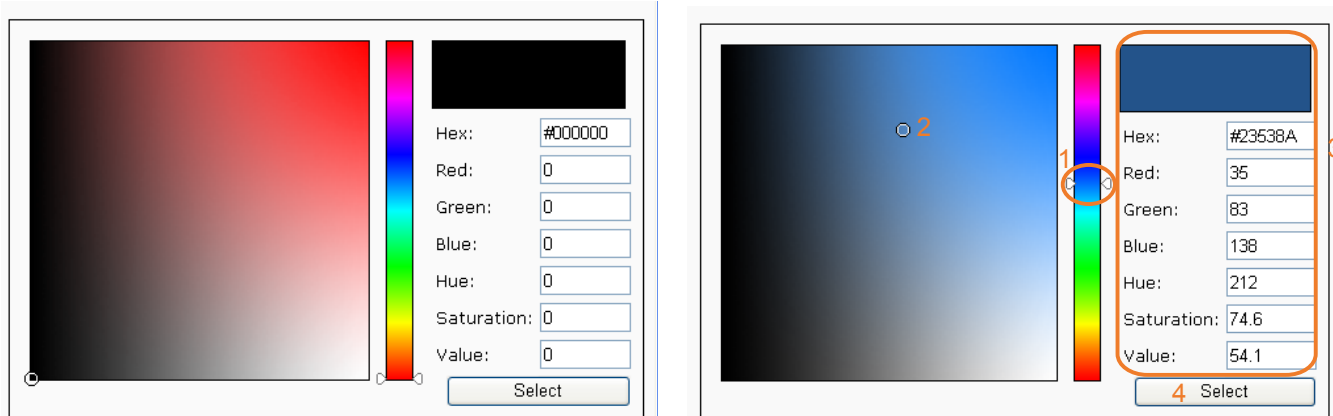 Hex: #000000
Red: 0
Green: 0
Blue: 0
Hue: 0
Saturation: 0
Value: 0
Select
2
1
Hex: #23538A
Red: 35
Green: 83
Blue: 138
Hue: 212
Saturation: 74.6
Value: 54.1
4 Select